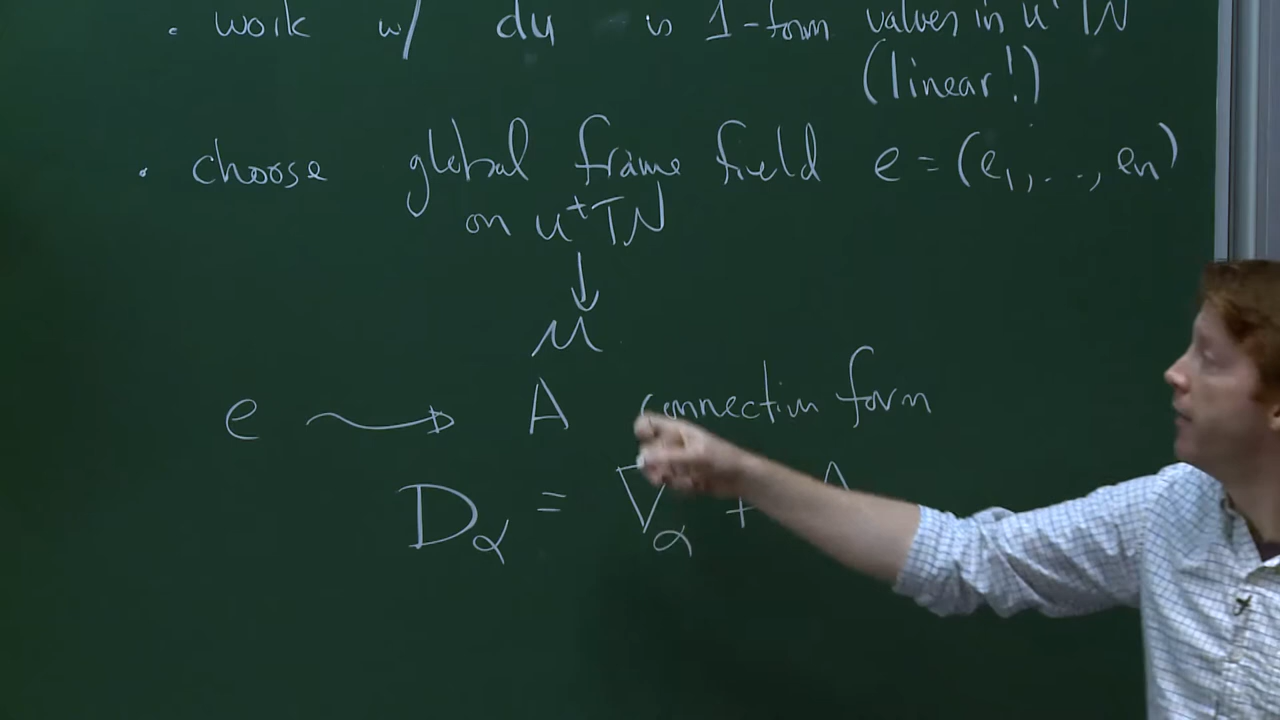 • work w/ du is 1-form values in u*TN
(linear!)
• choose global frame field e = (e₁, ..., eₙ)
on u*TN
↓
M
e ⟿ A connection form
D_α = ∇_α + A